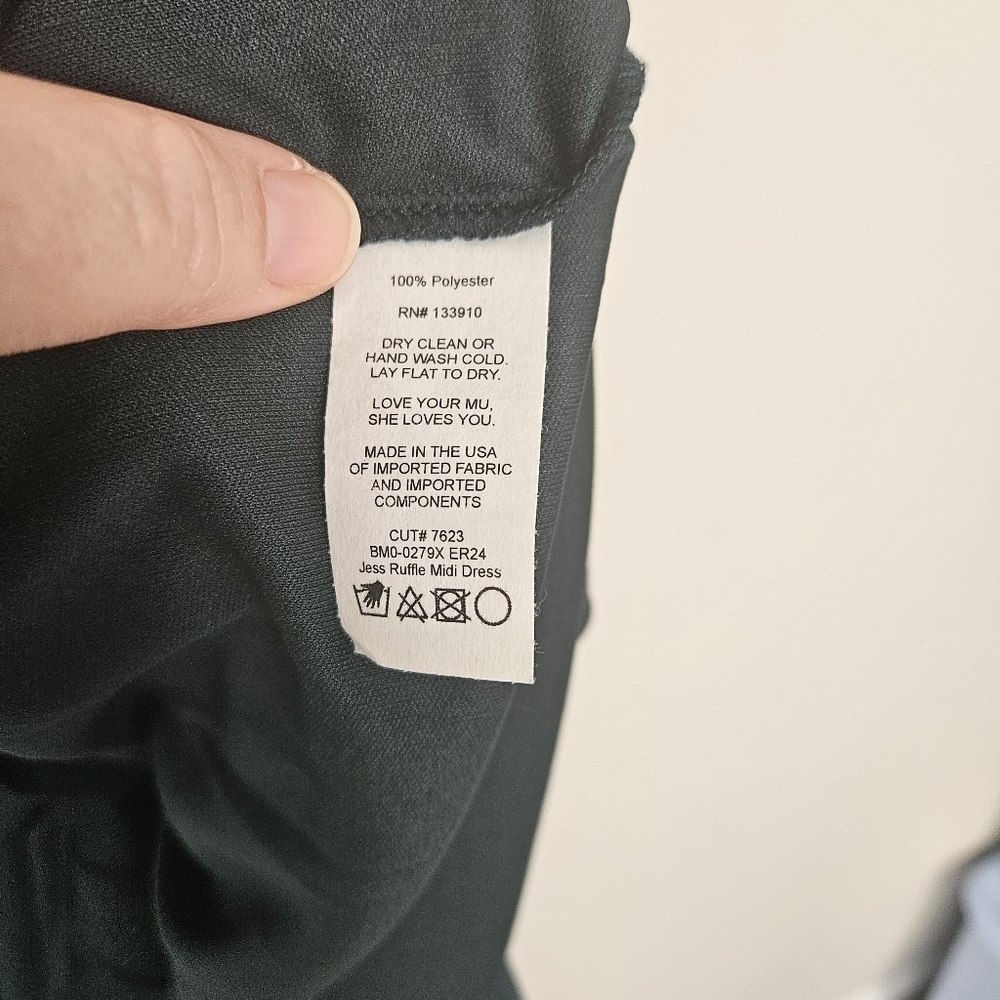 100% Polyester
RN# 133910
DRY CLEAN OR
HAND WASH COLD.
LAY FLAT TO DRY.
LOVE YOUR MU,
SHE LOVES YOU.
MADE IN THE USA
OF IMPORTED FABRIC
AND IMPORTED
COMPONENTS
CUT# 7623
BM0-0279X ER24
Jess Ruffle Midi Dress